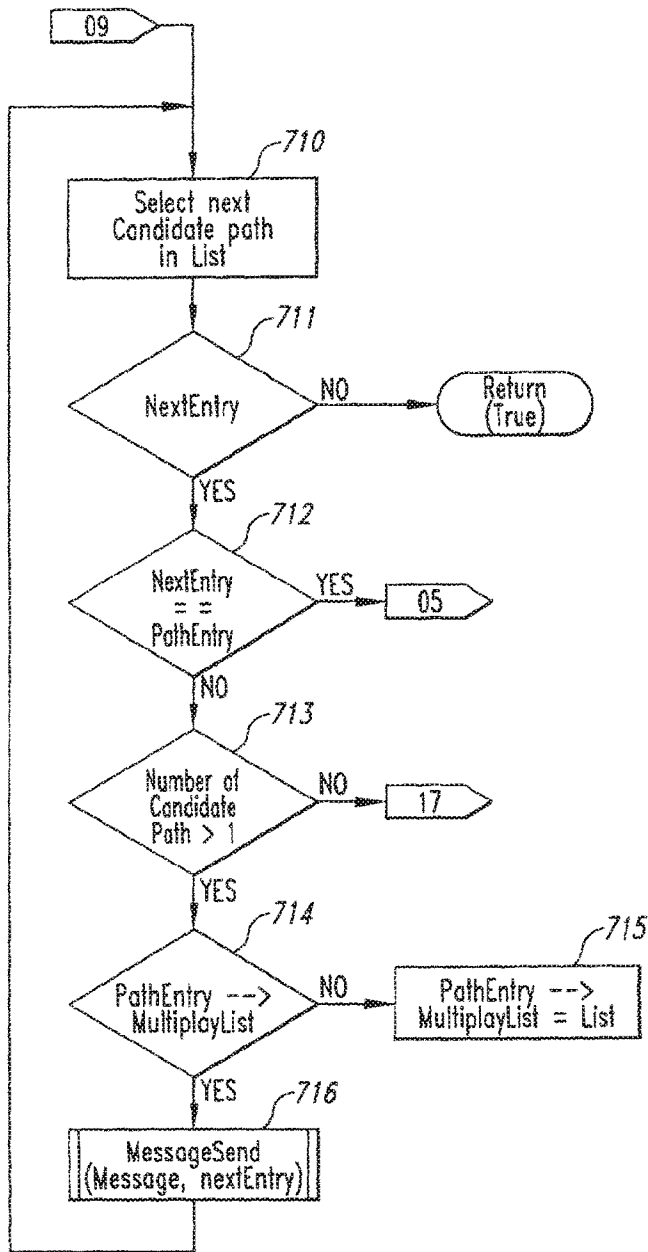 09
710
Select next
Candidate path
in List
711
NextEntry
NO
Return
(True)
YES
712
NextEntry
= =
PathEntry
YES
05
NO
713
Number of
Candidate
Path > 1
NO
17
YES
714
715
PathEntry -->
MultiplayList
NO
PathEntry -->
MultiplayList = List
YES
716
MessageSend
(Message, nextEntry)